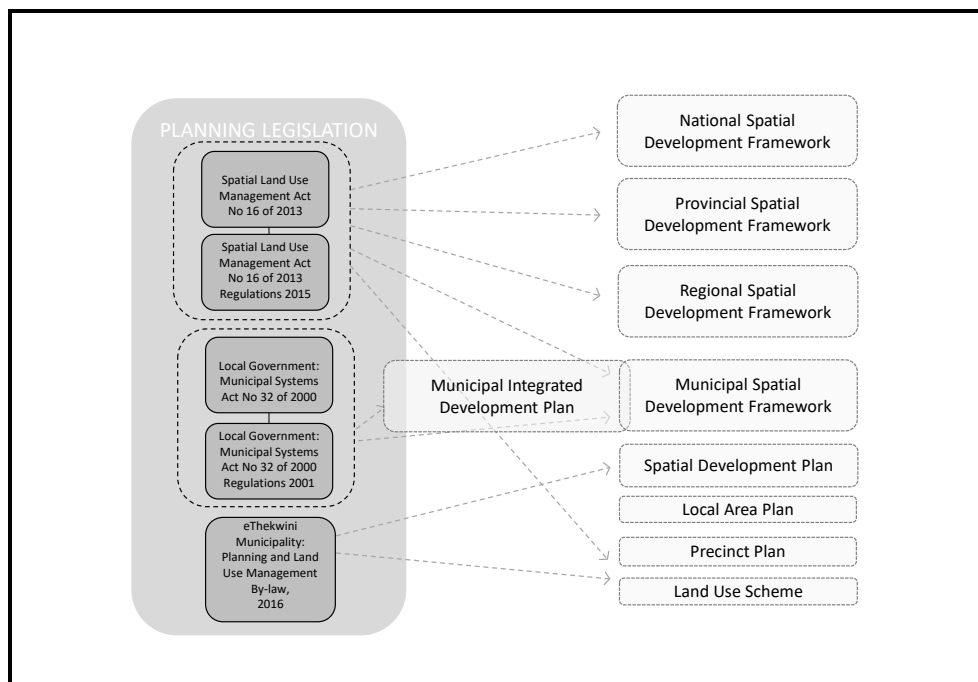 PLANNING LEGISLATION
Spatial Land Use
Management Act
No 16 of 2013
Spatial Land Use
Management Act
No 16 of 2013
Regulations 2015
Local Government:
Municipal Systems
Act No 32 of 2000
Local Government:
Municipal Systems
Act No 32 of 2000
Regulations 2001
eThekwini
Municipality:
Planning and Land
Use Management
By-law,
2016
Municipal Integrated
Development Plan
National Spatial
Development Framework
Provincial Spatial
Development Framework
Regional Spatial
Development Framework
Municipal Spatial
Development Framework
Spatial Development Plan
Local Area Plan
Precinct Plan
Land Use Scheme